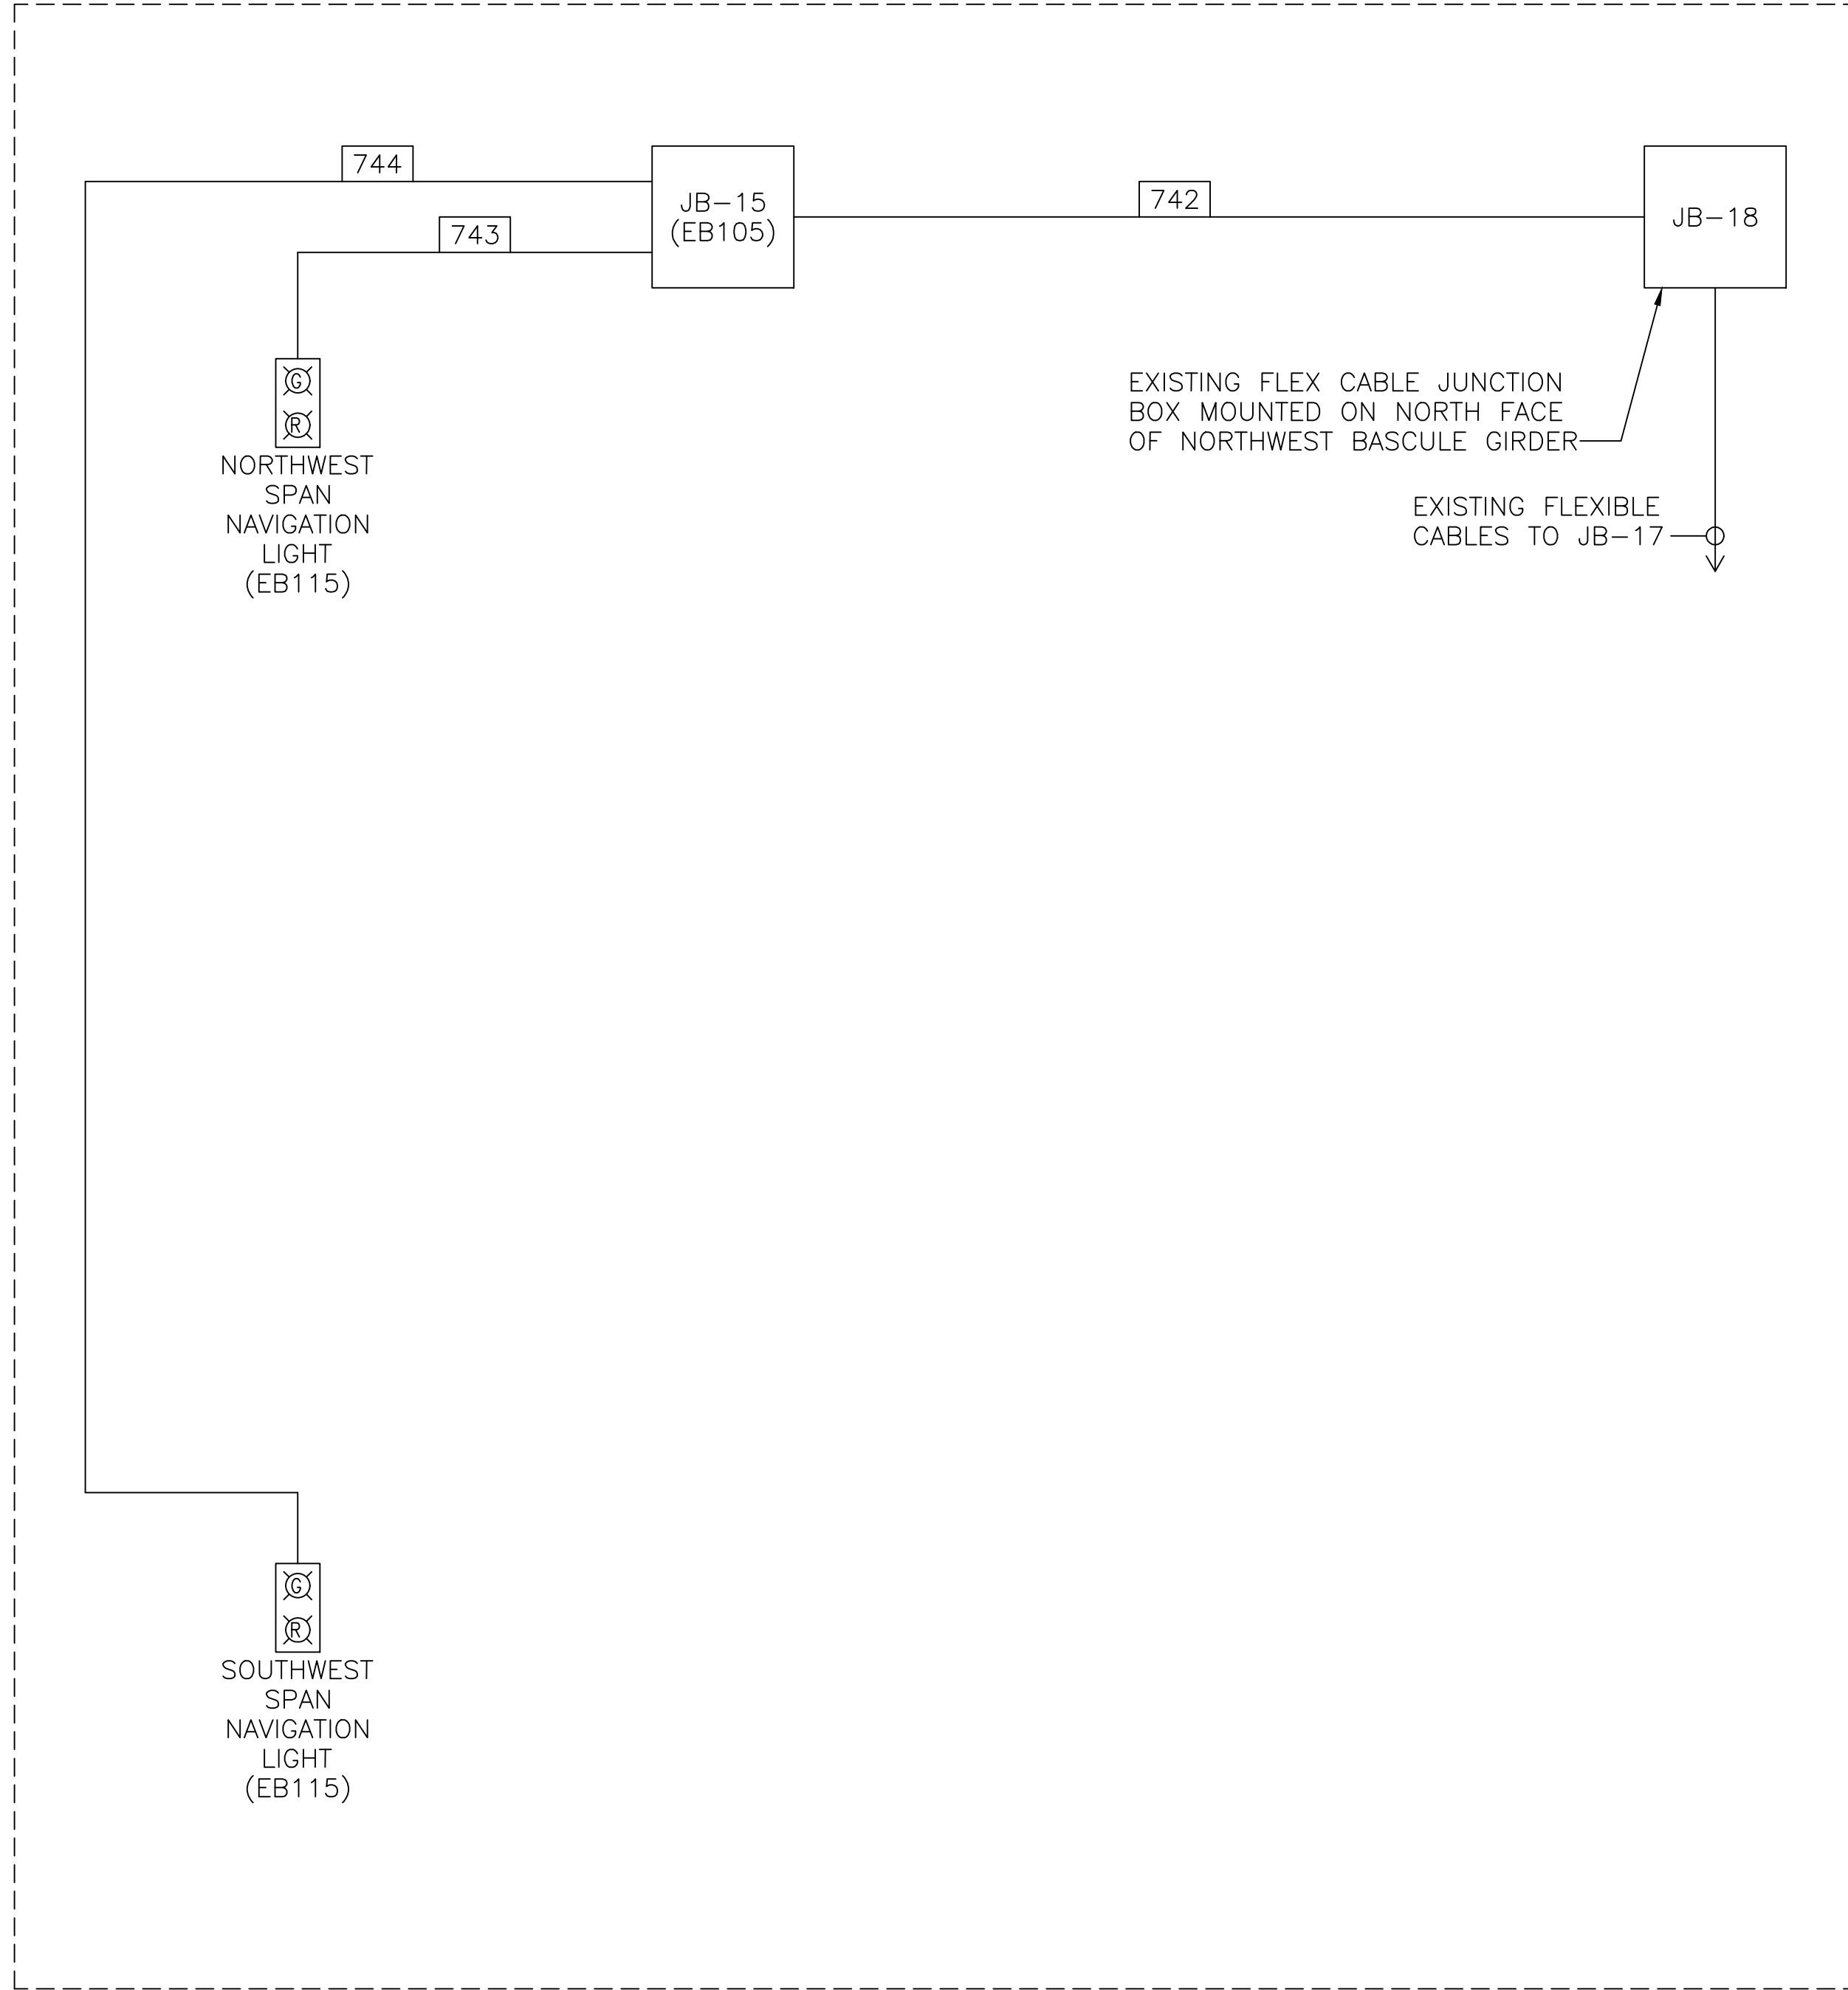 744
JB-15
(EB105)
742
JB-18
743
G
R
NORTHWEST
SPAN
NAVIGATION
LIGHT
(EB115)
EXISTING FLEX CABLE JUNCTION
BOX MOUNTED ON NORTH FACE
OF NORTHWEST BASCULE GIRDER
EXISTING FLEXIBLE
CABLES TO JB-17
G
R
SOUTHWEST
SPAN
NAVIGATION
LIGHT
(EB115)